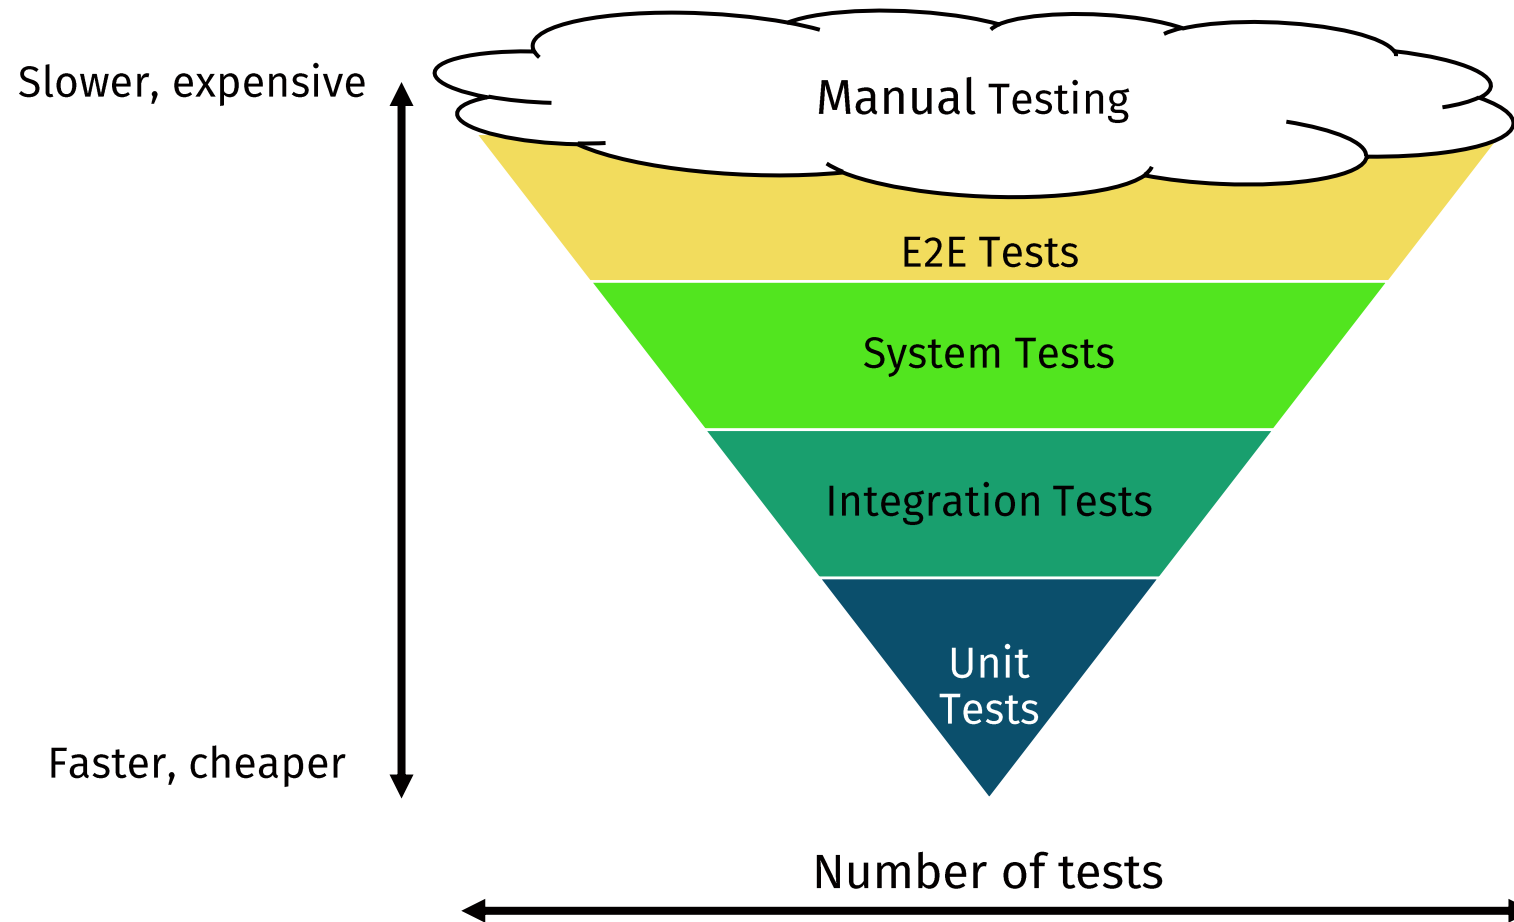 Slower, expensive
Manual Testing
E2E Tests
System Tests
Integration Tests
Unit
Tests
Faster, cheaper
Number of tests